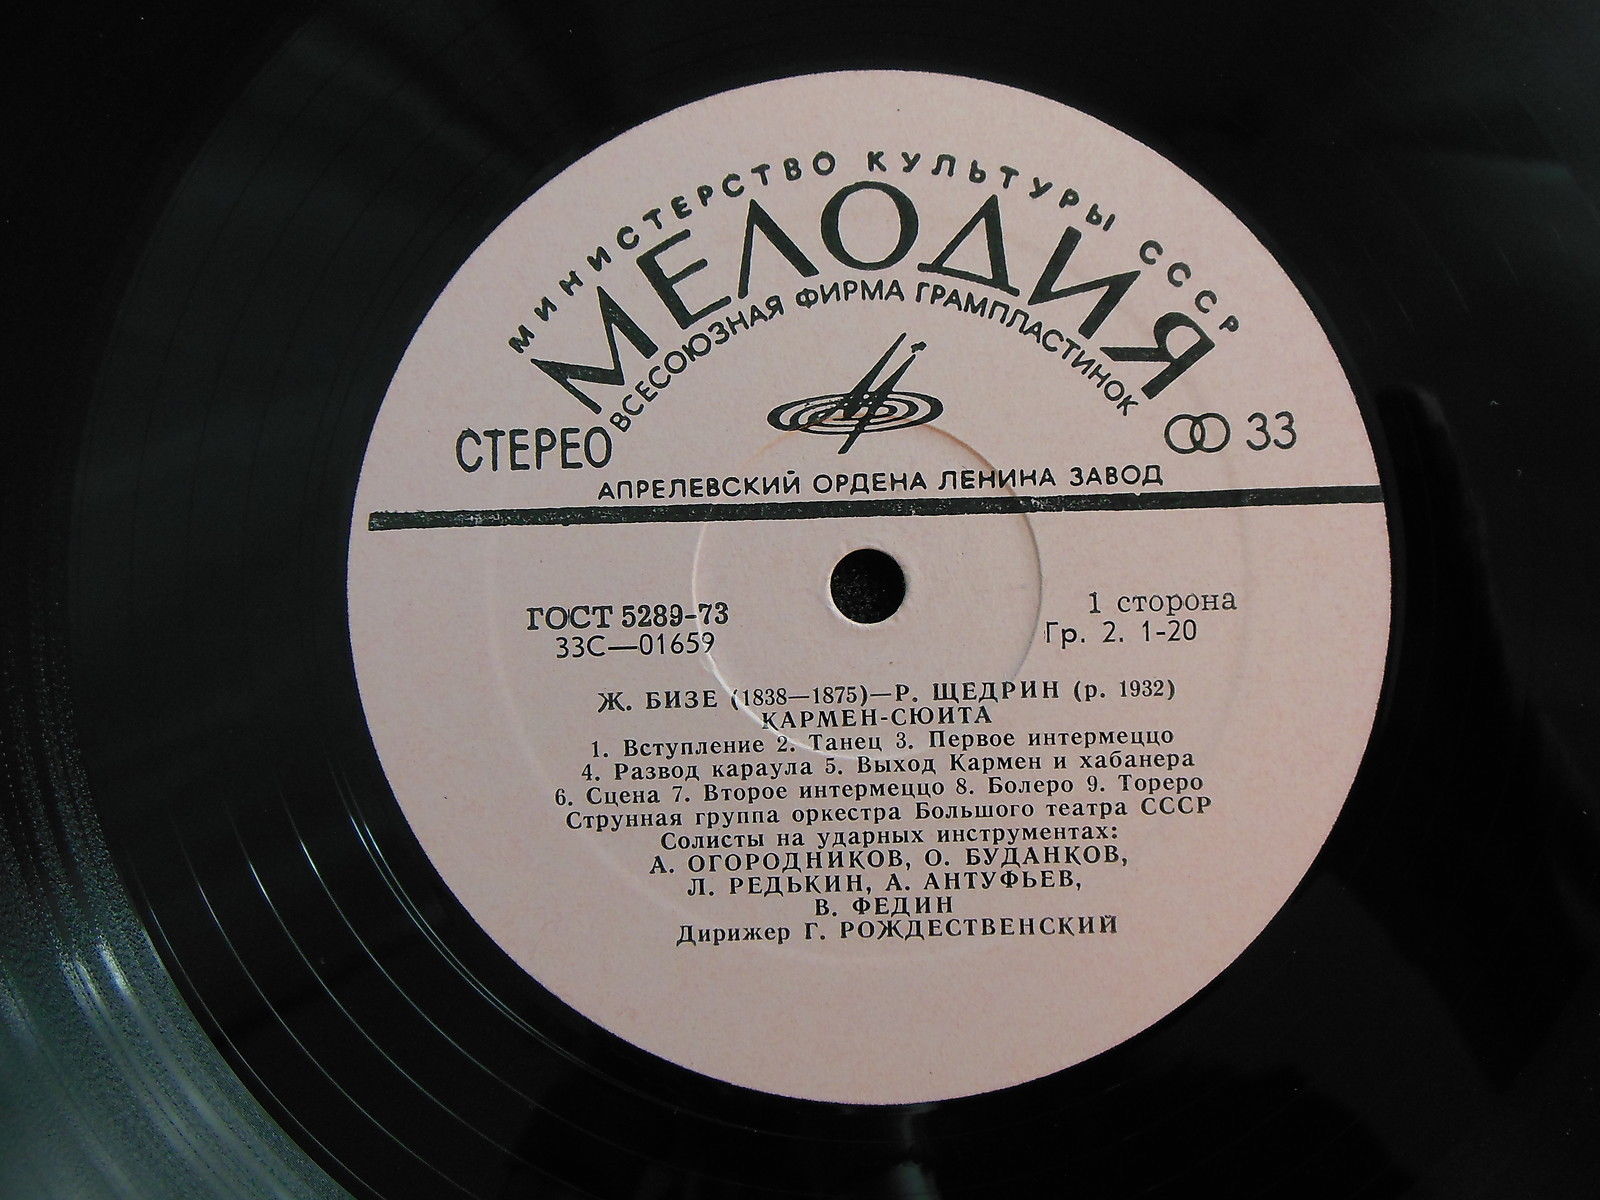 МИНИСТЕРСТВО КУЛЬТУРЫ СССР
МЕЛОДИЯ
ВСЕСОЮЗНАЯ ФИРМА ГРАМПЛАСТИНОК
СТЕРЕО
33
АПРЕЛЕВСКИЙ ОРДЕНА ЛЕНИНА ЗАВОД
ГОСТ 5289-73
33С—01659
1 сторона
Гр. 2. 1-20
Ж. БИЗЕ (1838—1875)—Р. ЩЕДРИН (р. 1932)
КАРМЕН-СЮИТА
1. Вступление 2. Танец 3. Первое интермеццо
4. Развод караула 5. Выход Кармен и хабанера
6. Сцена 7. Второе интермеццо 8. Болеро 9. Тореро
Струнная группа оркестра Большого театра СССР
Солисты на ударных инструментах:
А. ОГОРОДНИКОВ, О. БУДАНКОВ,
Л. РЕДЬКИН, А. АНТУФЬЕВ,
В. ФЕДИН
Дирижер Г. РОЖДЕСТВЕНСКИЙ